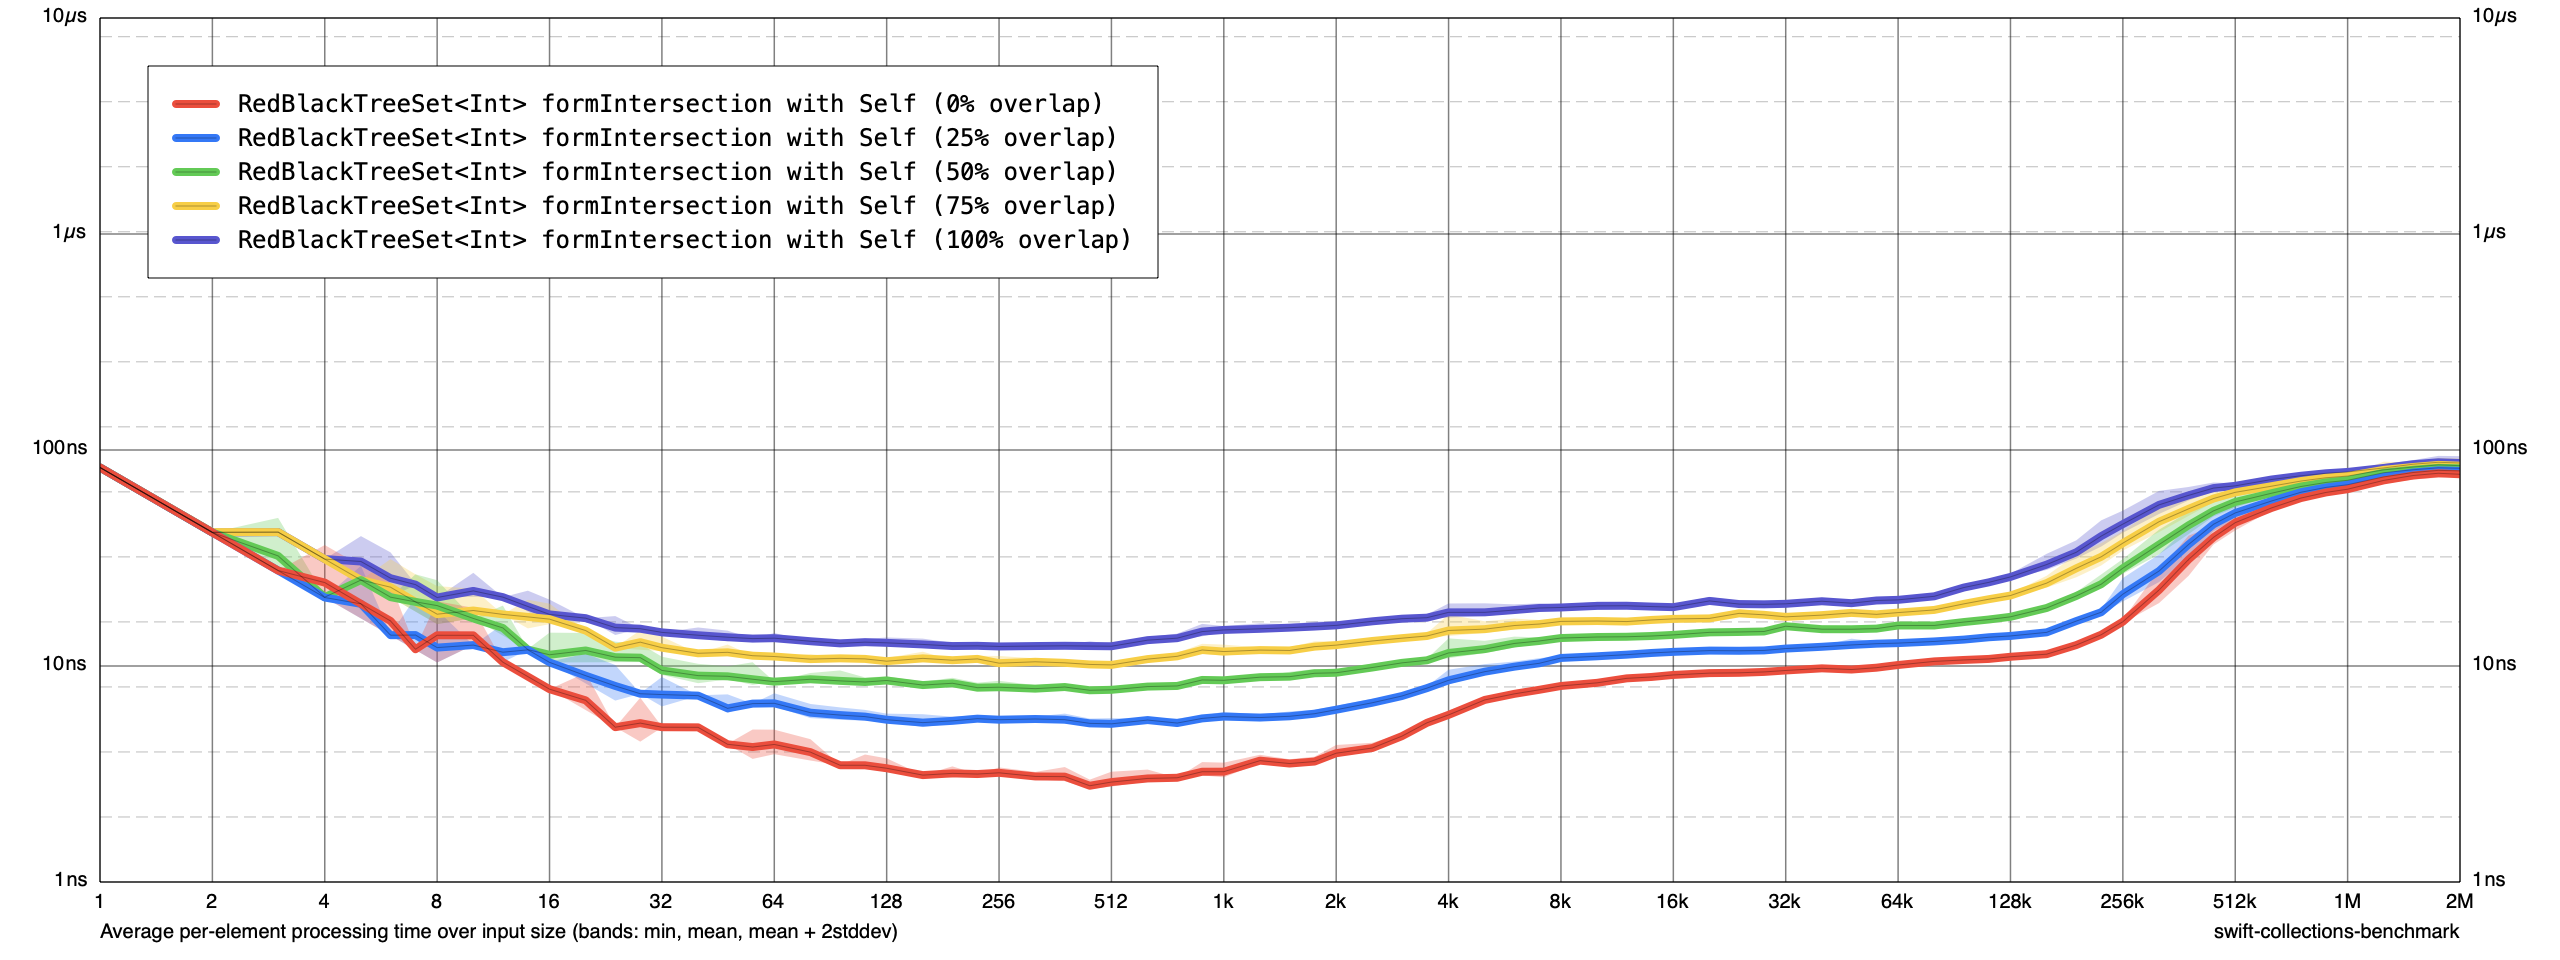 10µs
10µs
RedBlackTreeSet<Int> formIntersection with Self (0% overlap)
RedBlackTreeSet<Int> formIntersection with Self (25% overlap)
RedBlackTreeSet<Int> formIntersection with Self (50% overlap)
RedBlackTreeSet<Int> formIntersection with Self (75% overlap)
RedBlackTreeSet<Int> formIntersection with Self (100% overlap)
1µs
1µs
100ns
100ns
10ns
10ns
1ns
1ns
1 2 4 8 16 32 64 128 256 512 1k 2k 4k 8k 16k 32k 64k 128k 256k 512k 1M 2M
Average per-element processing time over input size (bands: min, mean, mean + 2stddev)
swift-collections-benchmark